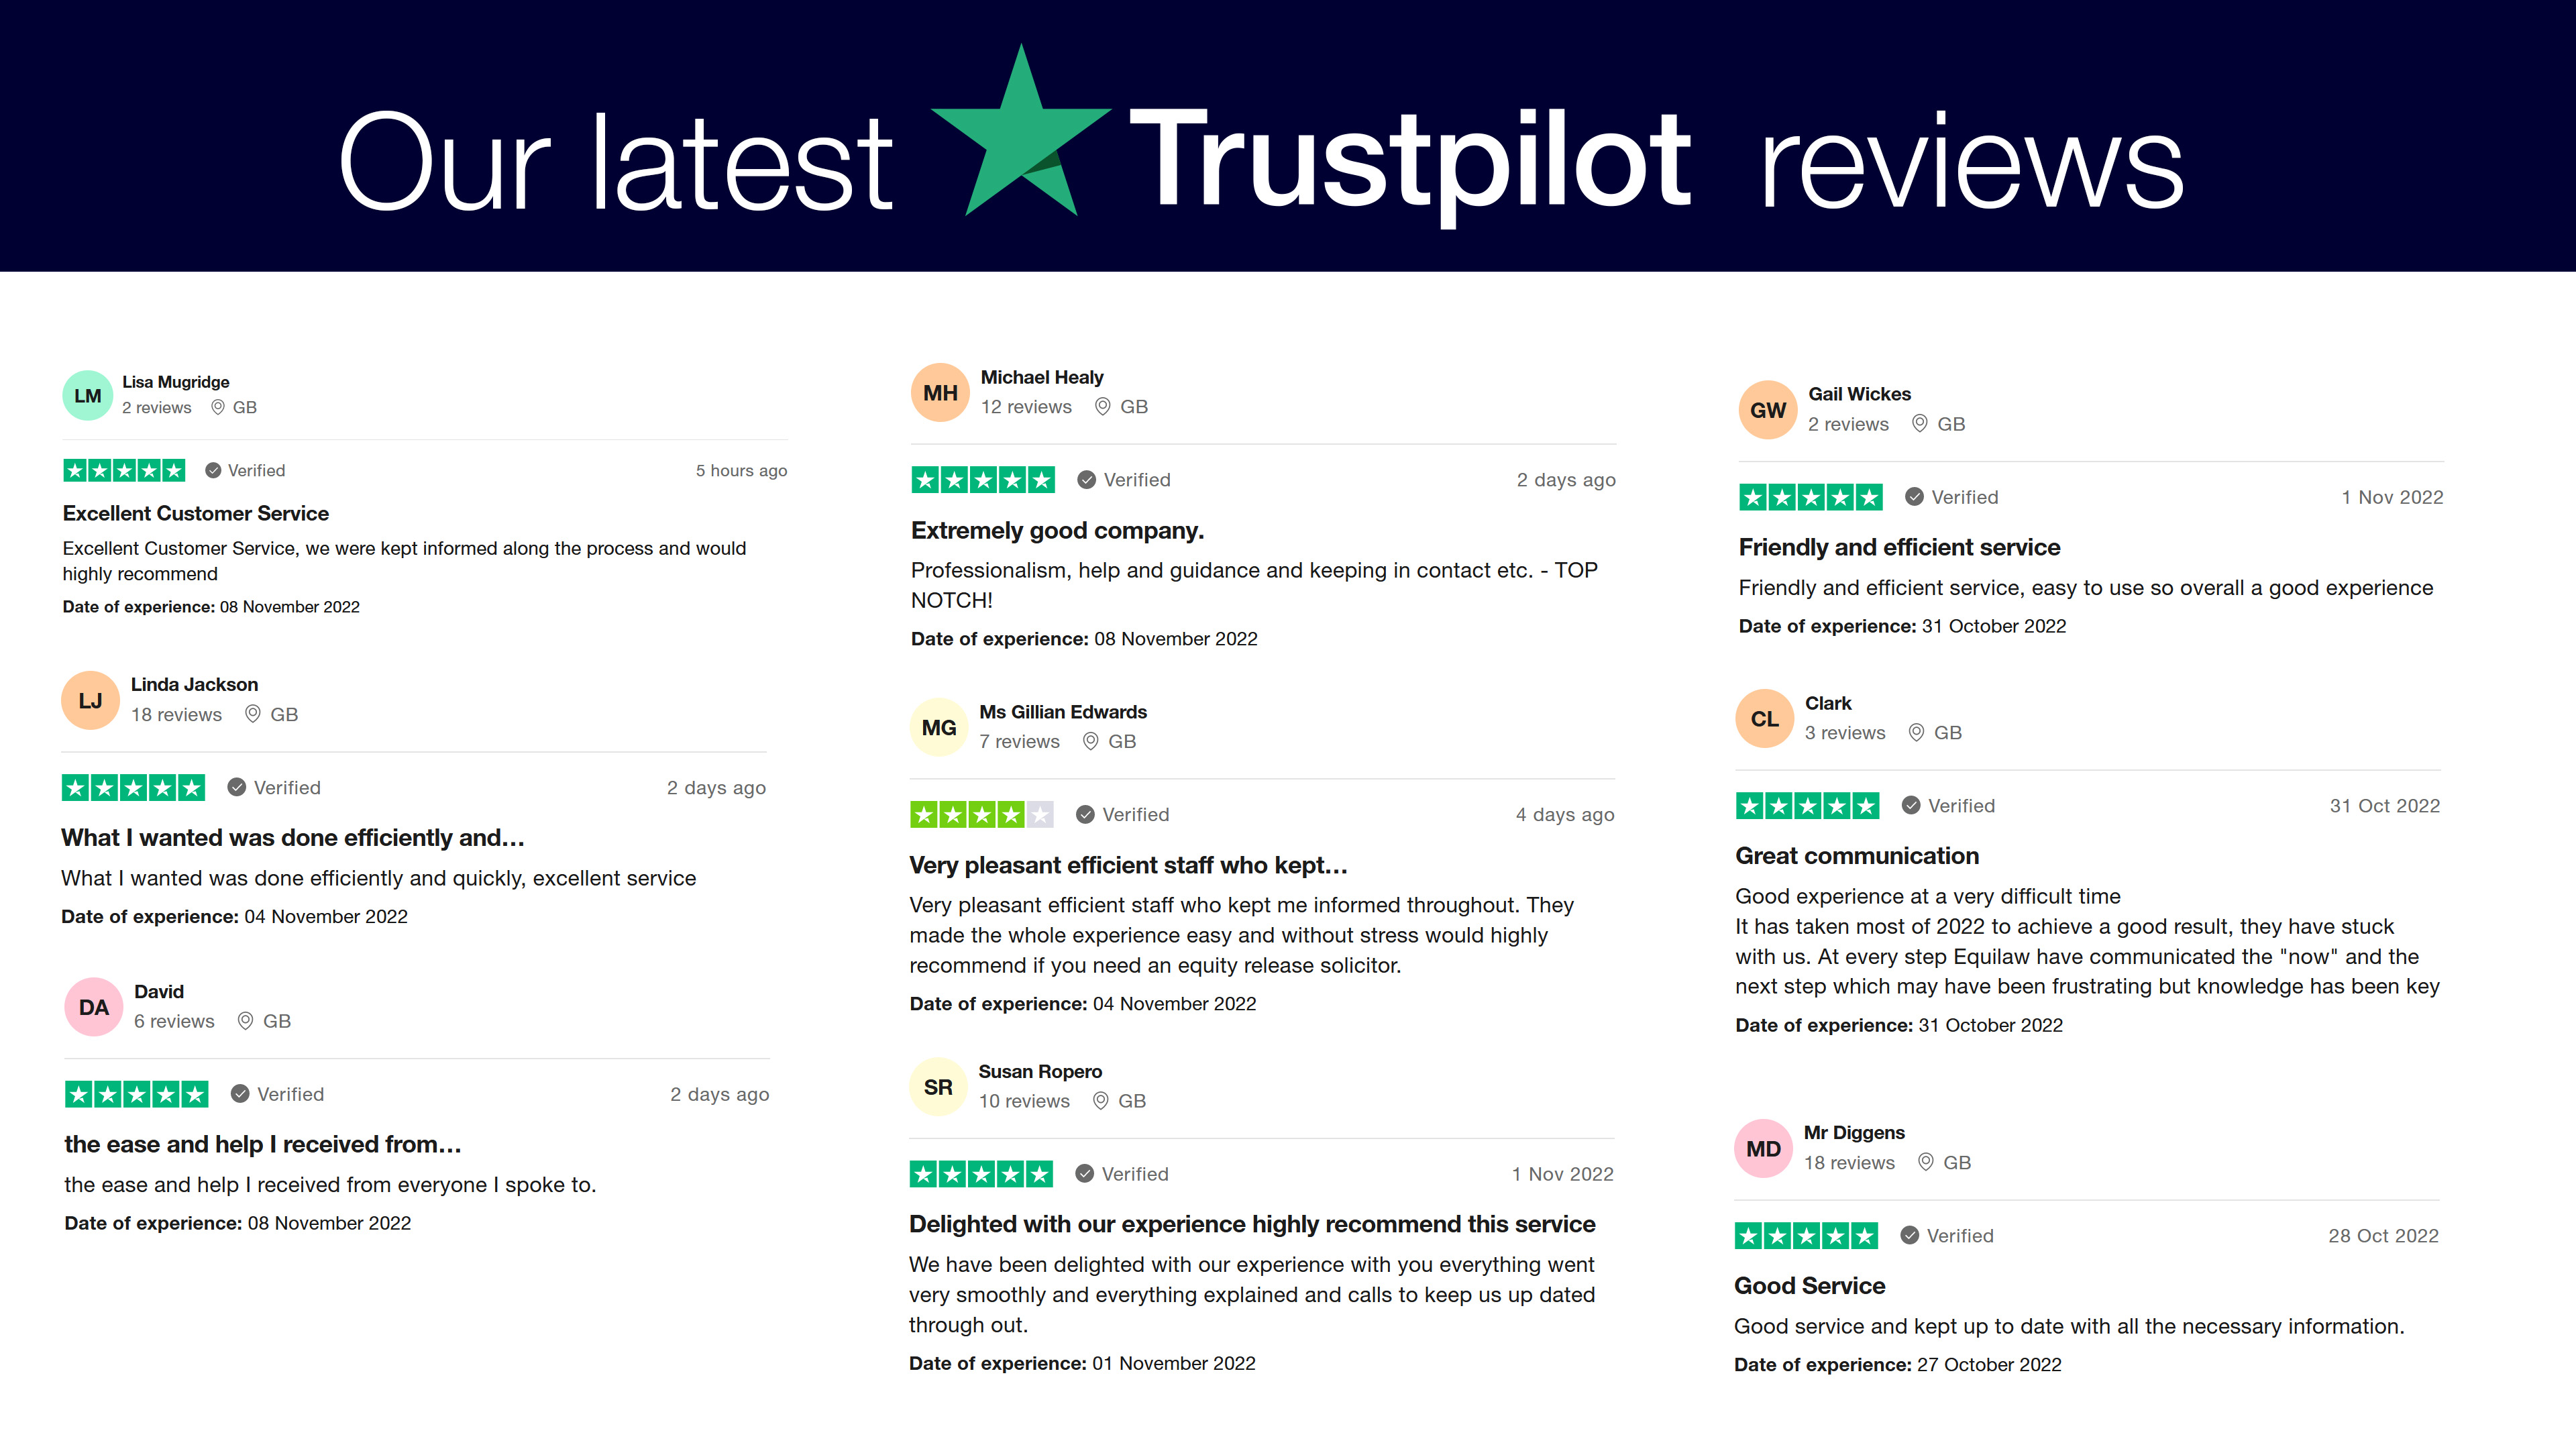 Our latest Trustpilot reviews
LM
Lisa Mugridge
2 reviews GB
Verified 5 hours ago
Excellent Customer Service
Excellent Customer Service, we were kept informed along the process and would
highly recommend
Date of experience: 08 November 2022
LJ
Linda Jackson
18 reviews GB
Verified 2 days ago
What I wanted was done efficiently and...
What I wanted was done efficiently and quickly, excellent service
Date of experience: 04 November 2022
DA
David
6 reviews GB
Verified 2 days ago
the ease and help I received from...
the ease and help I received from everyone I spoke to.
Date of experience: 08 November 2022
MH
Michael Healy
12 reviews GB
Verified 2 days ago
Extremely good company.
Professionalism, help and guidance and keeping in contact etc. - TOP
NOTCH!
Date of experience: 08 November 2022
MG
Ms Gillian Edwards
7 reviews GB
Verified 4 days ago
Very pleasant efficient staff who kept...
Very pleasant efficient staff who kept me informed throughout. They
made the whole experience easy and without stress would highly
recommend if you need an equity release solicitor.
Date of experience: 04 November 2022
SR
Susan Ropero
10 reviews GB
Verified 1 Nov 2022
Delighted with our experience highly recommend this service
We have been delighted with our experience with you everything went
very smoothly and everything explained and calls to keep us up dated
through out.
Date of experience: 01 November 2022
GW
Gail Wickes
2 reviews GB
Verified 1 Nov 2022
Friendly and efficient service
Friendly and efficient service, easy to use so overall a good experience
Date of experience: 31 October 2022
CL
Clark
3 reviews GB
Verified 31 Oct 2022
Great communication
Good experience at a very difficult time
It has taken most of 2022 to achieve a good result, they have stuck
with us. At every step Equilaw have communicated the "now" and the
next step which may have been frustrating but knowledge has been key
Date of experience: 31 October 2022
MD
Mr Diggens
18 reviews GB
Verified 28 Oct 2022
Good Service
Good service and kept up to date with all the necessary information.
Date of experience: 27 October 2022